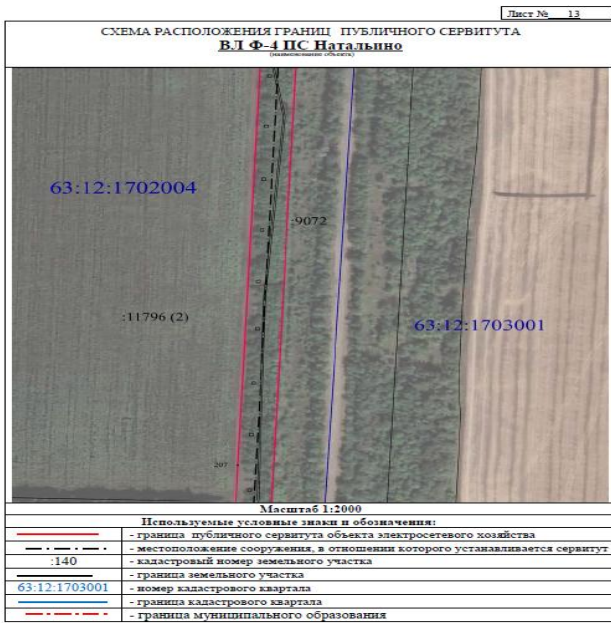 Лист № 13
СХЕМА РАСПОЛОЖЕНИЯ ГРАНИЦ ПУБЛИЧНОГО СЕРВИТУТА
ВЛ Ф-4 ПС Натальино
(наименование объекта)
63:12:1702004
:9072
:11796 (2)
63:12:1703001
207
Масштаб 1:2000
Используемые условные знаки и обозначения:
- граница публичного сервитута объекта электросетевого хозяйства
- местоположение сооружения, в отношении которого устанавливается сервитут
:140 - кадастровый номер земельного участка
- граница земельного участка
63:12:1703001 - номер кадастрового квартала
- граница кадастрового квартала
- граница муниципального образования